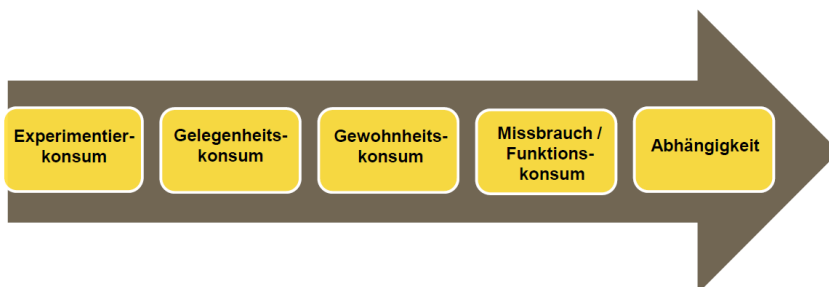 Experimentier-
konsum
Gelegenheits-
konsum
Gewohnheits-
konsum
Missbrauch /
Funktions-
konsum
Abhängigkeit